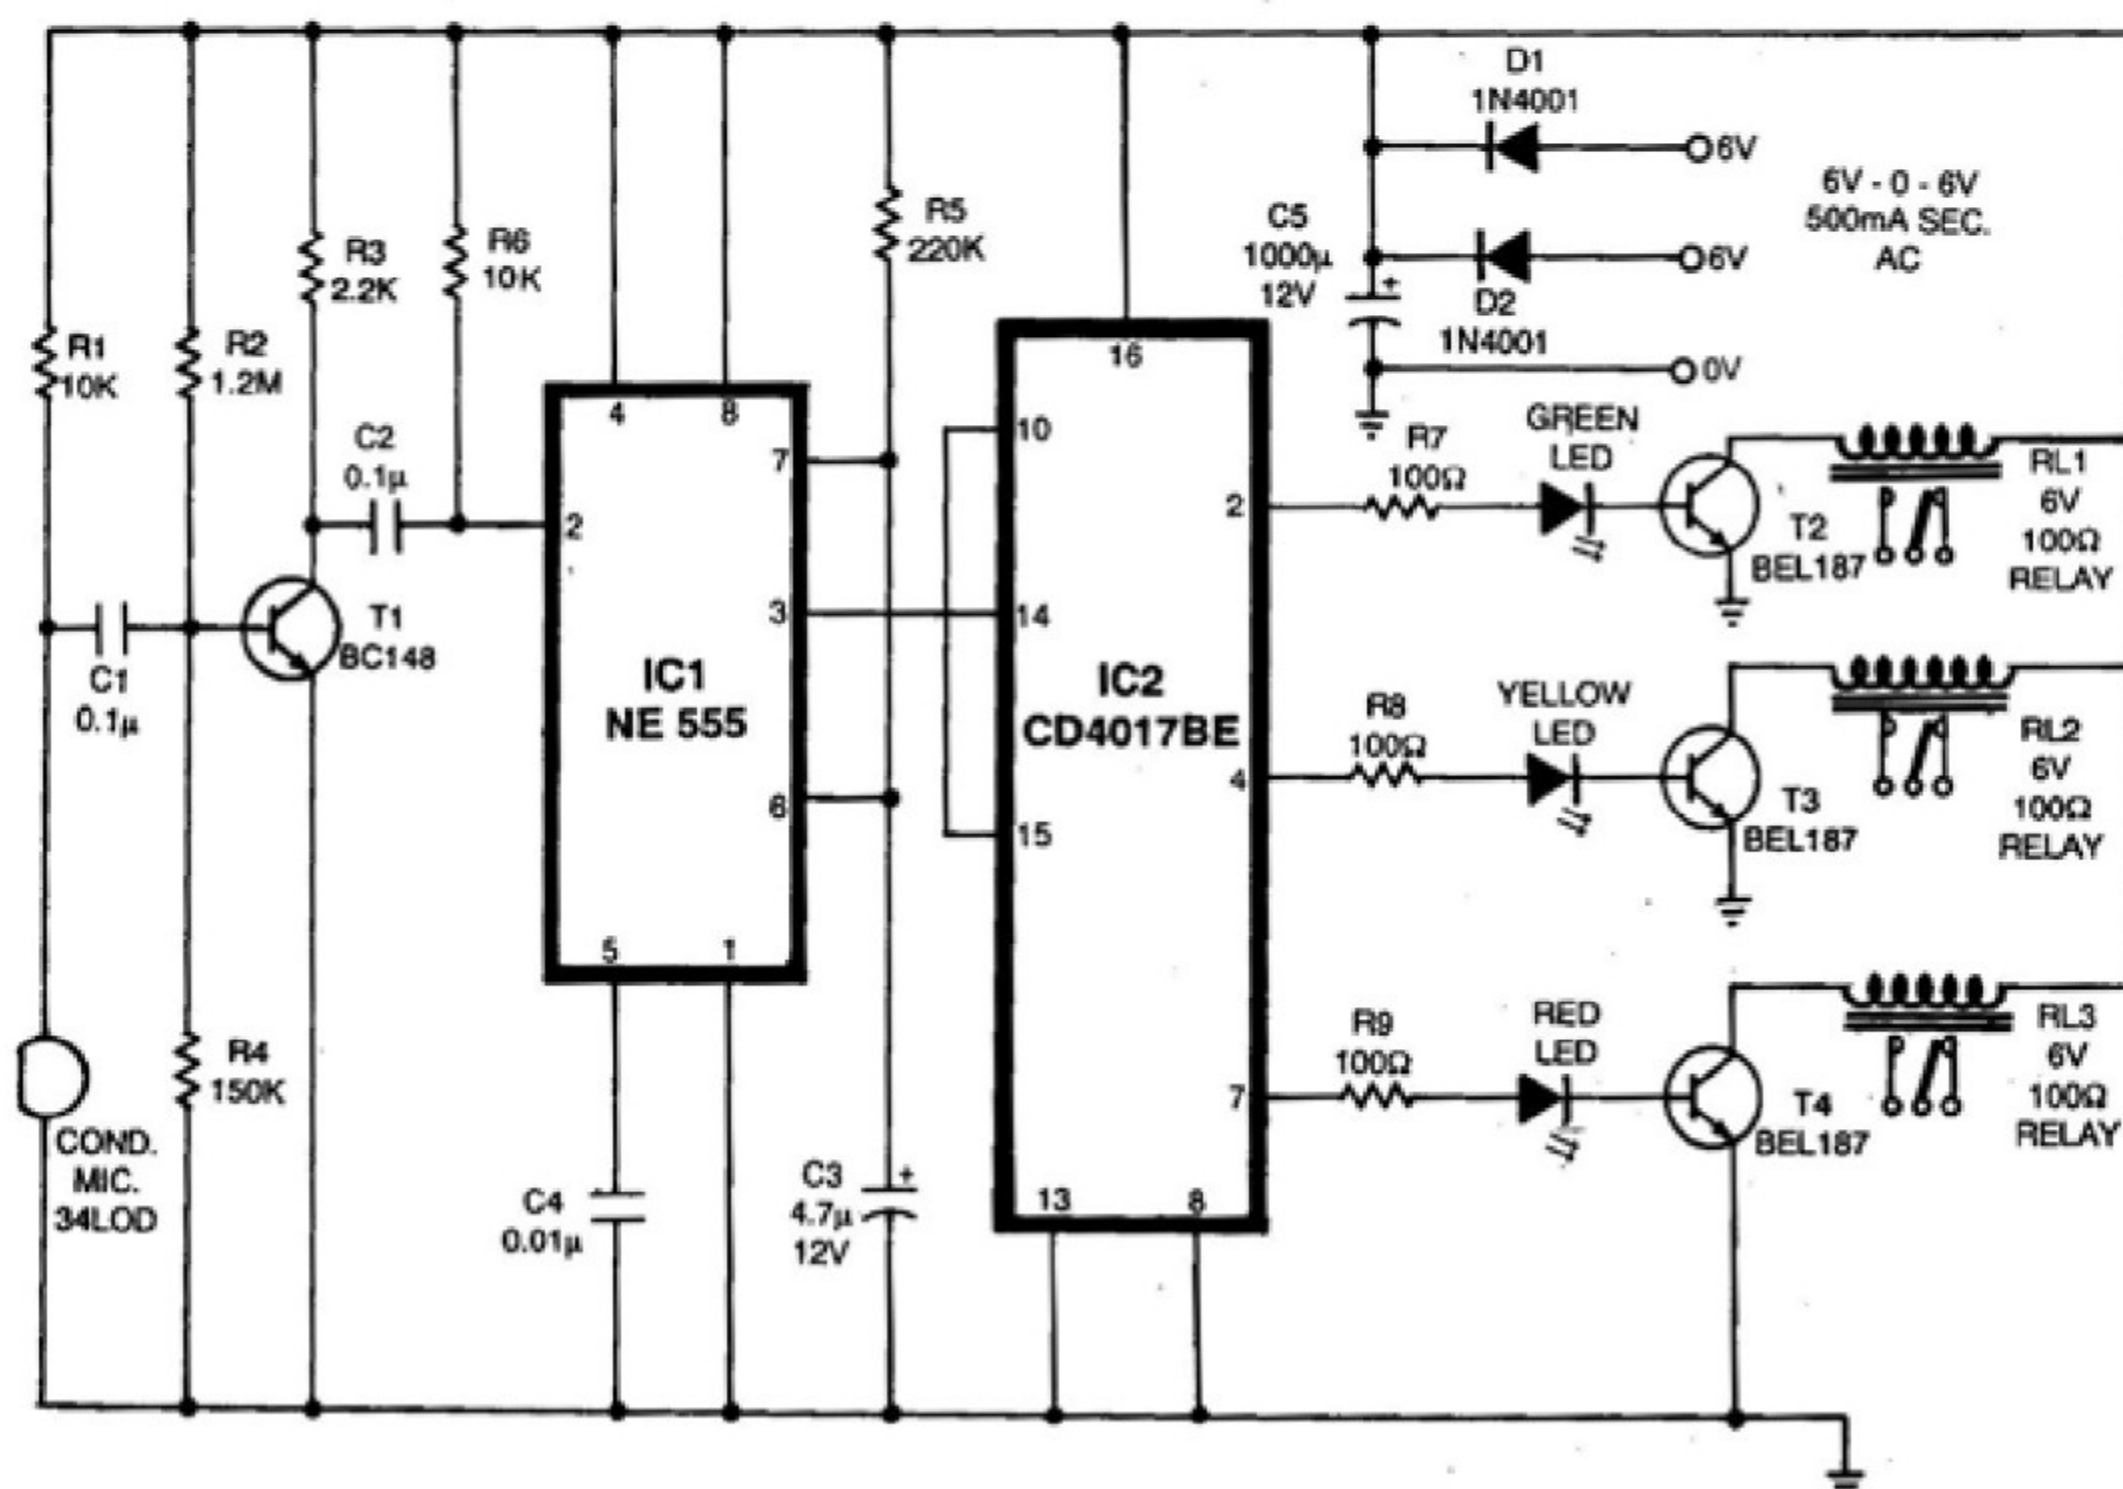 D1
1N4001
6V
6V - 0 - 6V
500mA SEC.
AC
C5
1000µ
12V
6V
D2
1N4001
0V
R1
10K
R2
1.2M
R3
2.2K
R6
10K
R5
220K
C2
0.1µ
C1
0.1µ
T1
BC148
R4
150K
COND.
MIC.
34LOD
4
8
7
2
3
6
5
1
IC1
NE 555
C4
0.01µ
C3
+
4.7µ
12V
16
10
14
15
2
4
7
13
8
IC2
CD4017BE
+
R7
100Ω
GREEN
LED
T2
BEL187
RL1
6V
100Ω
RELAY
R8
100Ω
YELLOW
LED
T3
BEL187
RL2
6V
100Ω
RELAY
R9
100Ω
RED
LED
T4
BEL187
RL3
6V
100Ω
RELAY